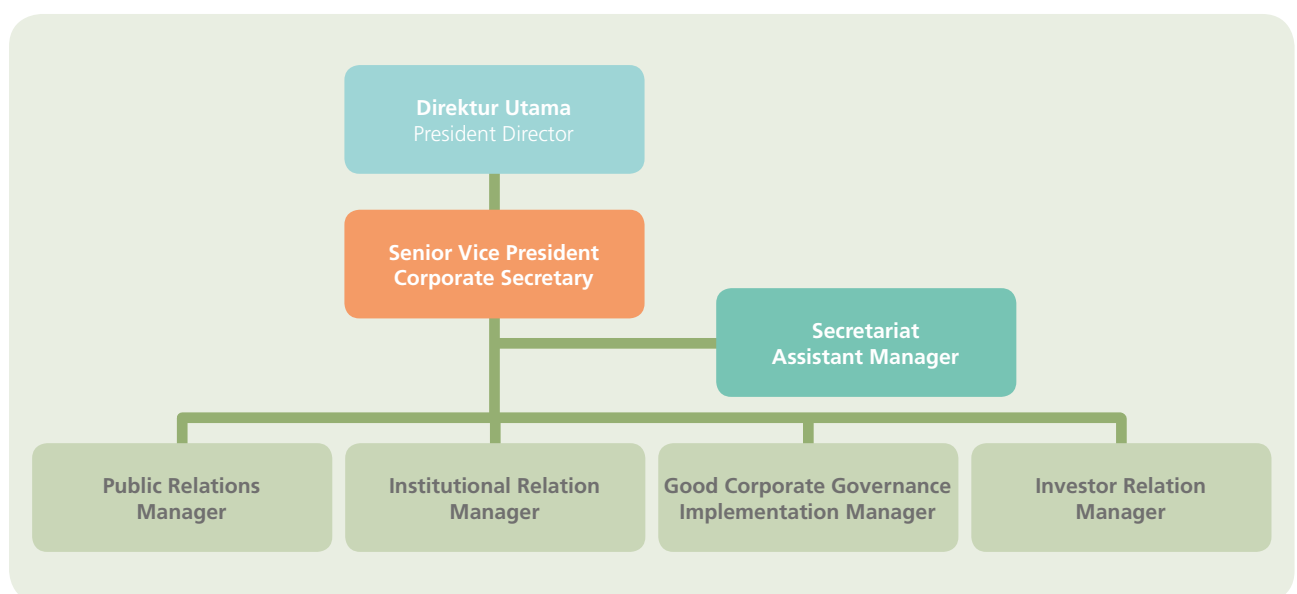 Direktur Utama
President Director
Senior Vice President
Corporate Secretary
Secretariat
Assistant Manager
Public Relations
Manager
Institutional Relation
Manager
Good Corporate Governance
Implementation Manager
Investor Relation
Manager